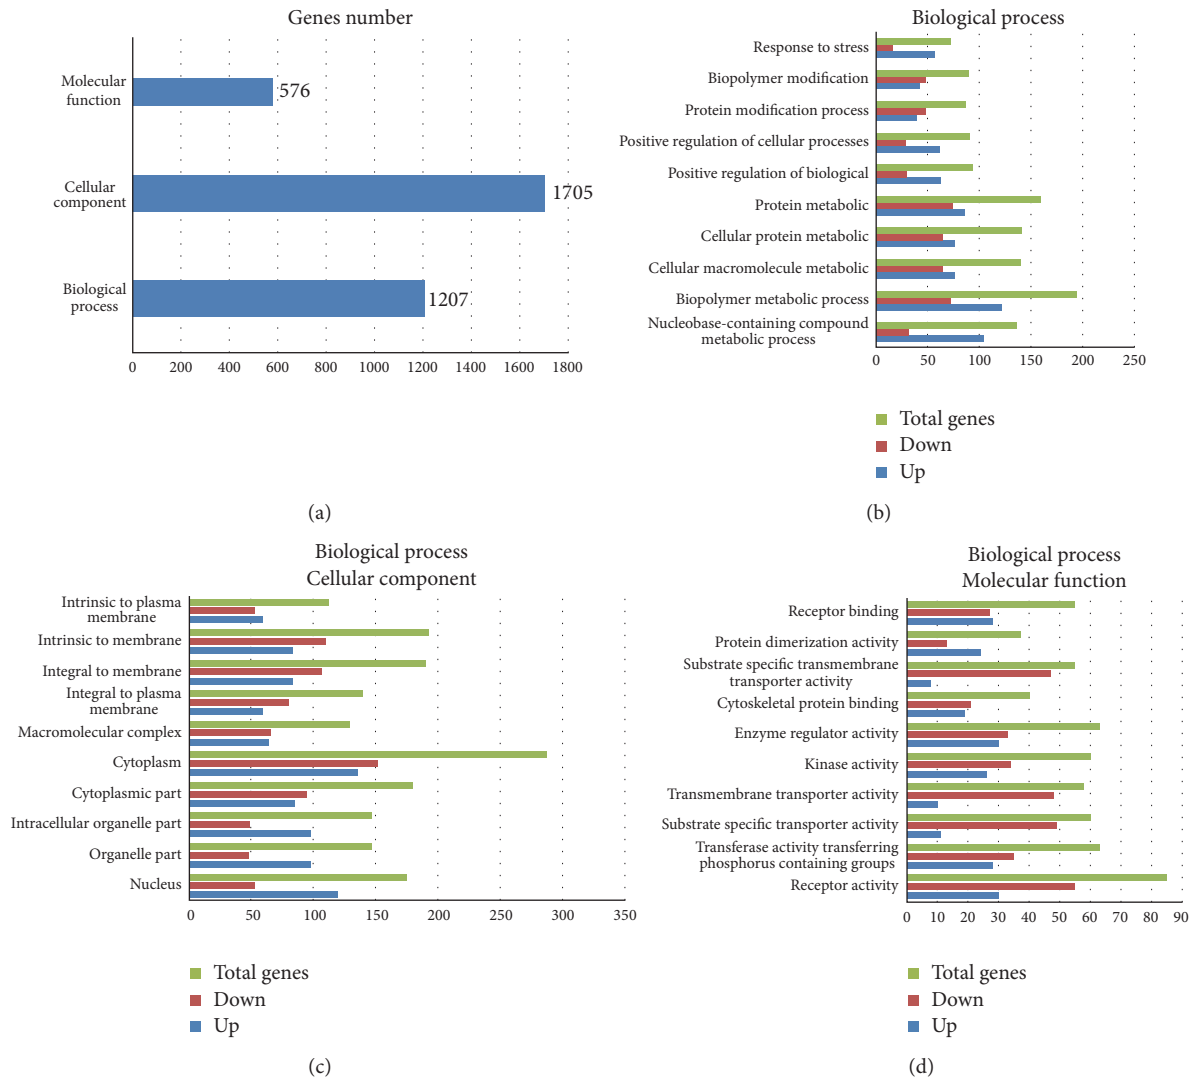 Genes number
Molecular
function
576
Cellular
component
1705
Biological
process
1207
0 200 400 600 800 1000 1200 1400 1600 1800
(a)
Biological process
Response to stress
Biopolymer modification
Protein modification process
Positive regulation of cellular processes
Positive regulation of biological
Protein metabolic
Cellular protein metabolic
Cellular macromolecule metabolic
Biopolymer metabolic process
Nucleobase-containing compound
metabolic process
0 50 100 150 200 250
Total genes
Down
Up
(b)
Biological process
Cellular component
Intrinsic to plasma
membrane
Intrinsic to membrane
Integral to membrane
Integral to plasma
membrane
Macromolecular complex
Cytoplasm
Cytoplasmic part
Intracellular organelle part
Organelle part
Nucleus
0 50 100 150 200 250 300 350
Total genes
Down
Up
(c)
Biological process
Molecular function
Receptor binding
Protein dimerization activity
Substrate specific transmembrane
transporter activity
Cytoskeletal protein binding
Enzyme regulator activity
Kinase activity
Transmembrane transporter activity
Substrate specific transporter activity
Transferase activity transferring
phosphorus containing groups
Receptor activity
0 10 20 30 40 50 60 70 80 90
Total genes
Down
Up
(d)